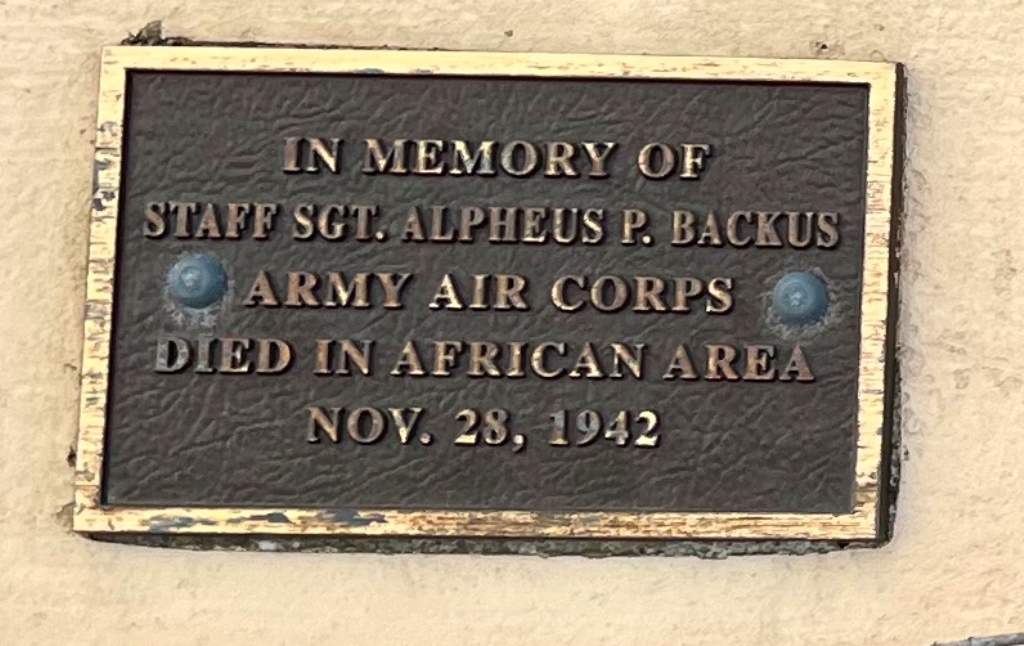 IN MEMORY OF
STAFF SGT. ALPHEUS P. BACKUS
ARMY AIR CORPS
DIED IN AFRICAN AREA
NOV. 28, 1942